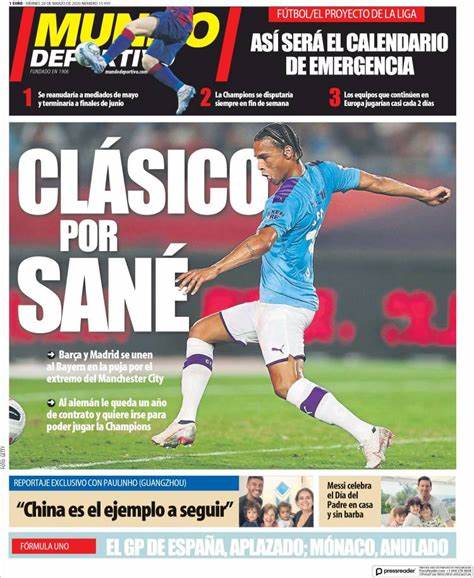 1 EURO · VIERNES 20 DE MARZO DE 2020
MUNDO
DEPORTIVO
FUNDADO EN 1906
mundodeportivo.com
FÚTBOL/EL PROYECTO DE LA LIGA
ASÍ SERÁ EL CALENDARIO
DE EMERGENCIA
1 Se reanudaría a mediados de mayo
y terminaría a finales de junio
2 La Champions se disputaría
siempre en fin de semana
3 Los equipos que continúen en
Europa jugarían casi cada 2 días
CLÁSICO
POR
SANÉ
Barça y Madrid se unen
al Bayern en la puja por el
extremo del Manchester City
Al alemán le queda un año
de contrato y quiere irse para
poder jugar la Champions
FOTO: GETTY
REPORTAJE EXCLUSIVO CON PAULINHO (GUANGZHOU)
"China es el ejemplo a seguir"
Messi celebra
el Día del
Padre en casa
y sin barba
FÓRMULA UNO
EL GP DE ESPAÑA, APLAZADO; MÓNACO, ANULADO
pressreader